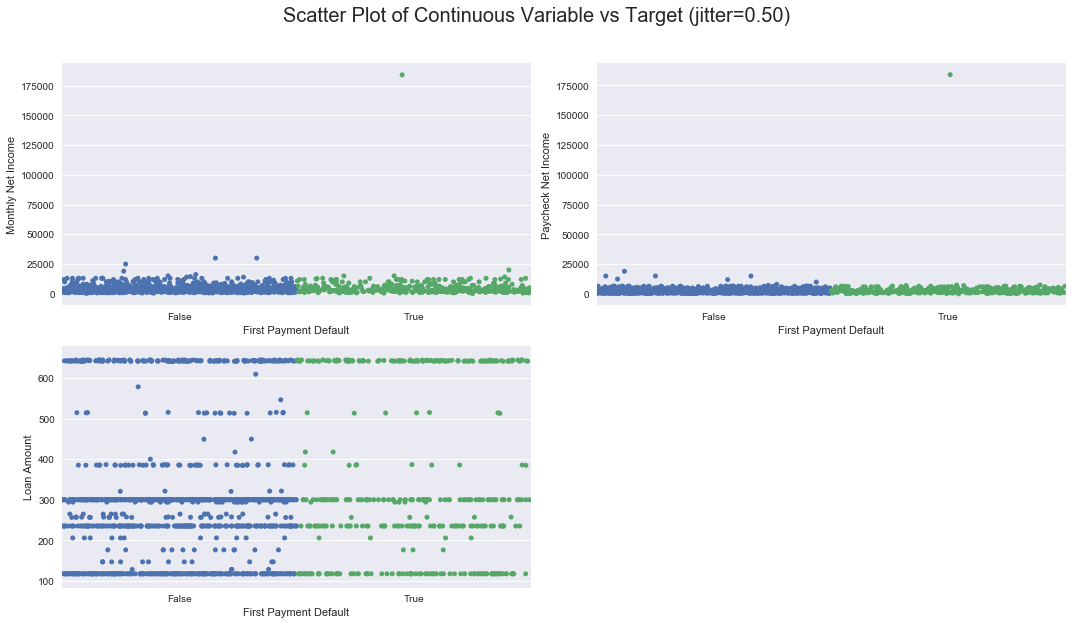 Scatter Plot of Continuous Variable vs Target (jitter=0.50)
Monthly Net Income
175000
150000
125000
100000
75000
50000
25000
0
False
True
First Payment Default
Paycheck Net Income
175000
150000
125000
100000
75000
50000
25000
0
False
True
First Payment Default
Loan Amount
600
500
400
300
200
100
False
True
First Payment Default